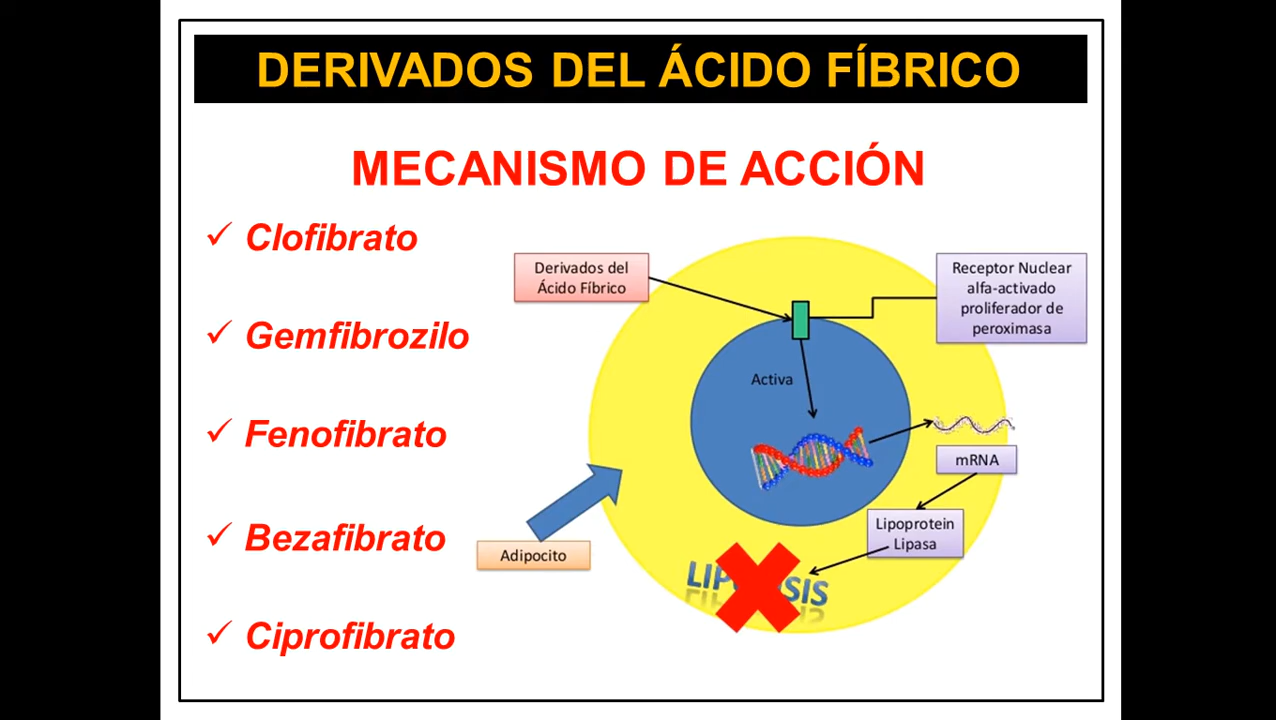 DERIVADOS DEL ÁCIDO FÍBRICO
MECANISMO DE ACCIÓN
✓ Clofibrato
✓ Gemfibrozilo
✓ Fenofibrato
✓ Bezafibrato
✓ Ciprofibrato
Derivados del
Ácido Fíbrico
Receptor Nuclear
alfa-activado
proliferador de
peroximasa
Activa
mRNA
Lipoprotein
Lipasa
Adipocito